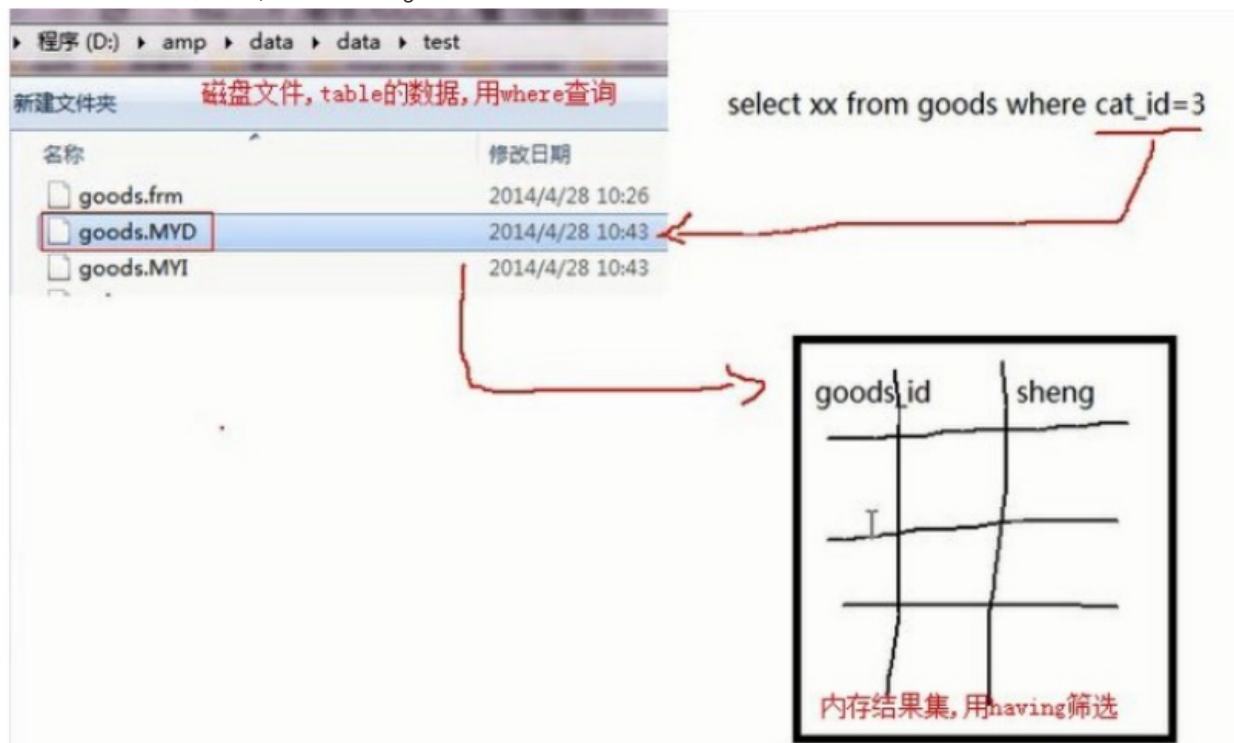 程序 (D:) ▸ amp ▸ data ▸ data ▸ test
新建文件夹
磁盘文件,table的数据,用where查询
select xx from goods where cat_id=3
名称 修改日期
goods.frm 2014/4/28 10:26
goods.MYD 2014/4/28 10:43
goods.MYI 2014/4/28 10:43
goods_id sheng
内存结果集,用having筛选